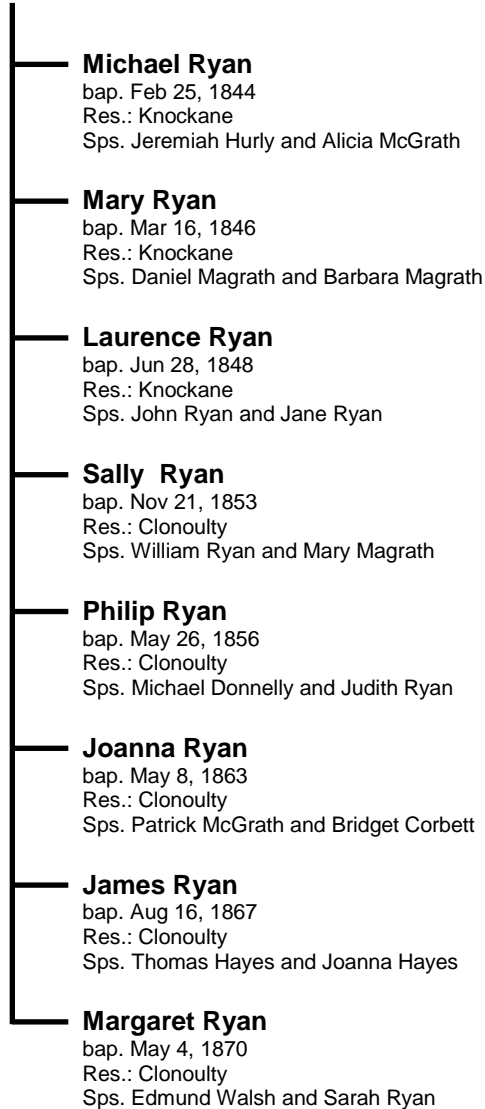 Michael Ryan
bap. Feb 25, 1844
Res.: Knockane
Sps. Jeremiah Hurly and Alicia McGrath
Mary Ryan
bap. Mar 16, 1846
Res.: Knockane
Sps. Daniel Magrath and Barbara Magrath
Laurence Ryan
bap. Jun 28, 1848
Res.: Knockane
Sps. John Ryan and Jane Ryan
Sally  Ryan
bap. Nov 21, 1853
Res.: Clonoulty
Sps. William Ryan and Mary Magrath
Philip Ryan
bap. May 26, 1856
Res.: Clonoulty
Sps. Michael Donnelly and Judith Ryan
Joanna Ryan
bap. May 8, 1863
Res.: Clonoulty
Sps. Patrick McGrath and Bridget Corbett
James Ryan
bap. Aug 16, 1867
Res.: Clonoulty
Sps. Thomas Hayes and Joanna Hayes
Margaret Ryan
bap. May 4, 1870
Res.: Clonoulty
Sps. Edmund Walsh and Sarah Ryan